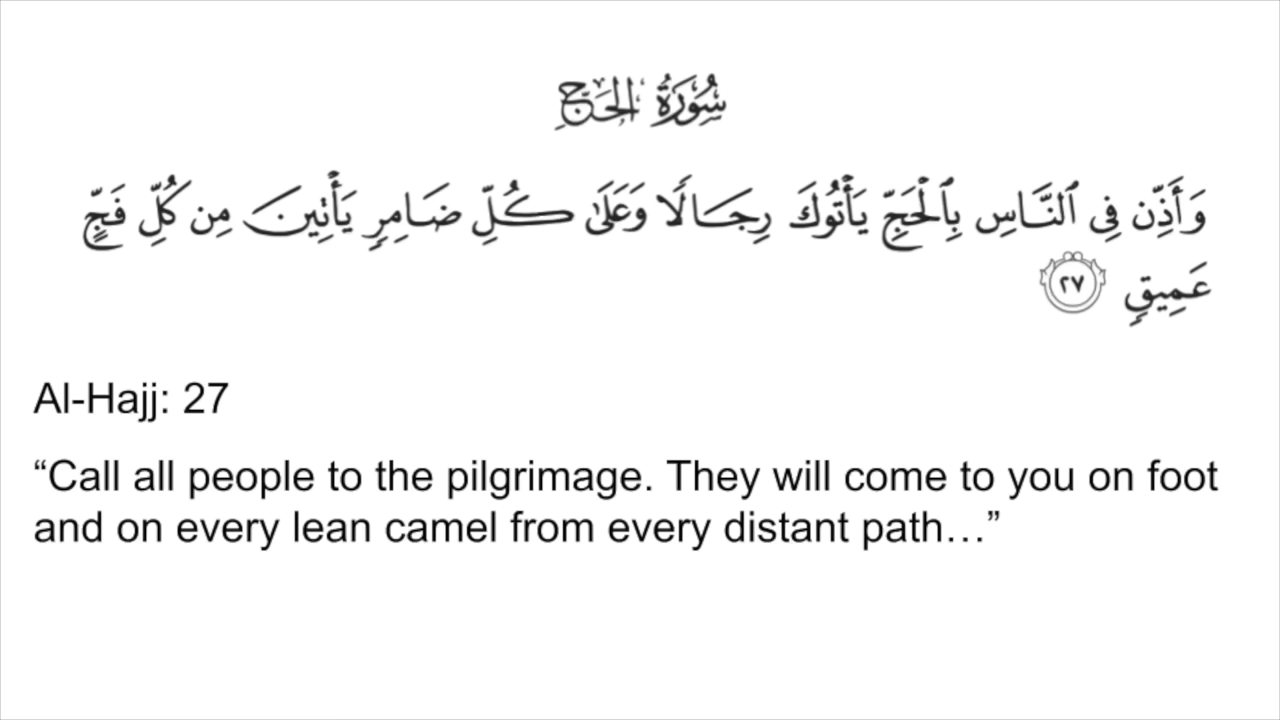 سُورَةُ الحَجِّ
وَأَذِّن فِى ٱلنَّاسِ بِٱلْحَجِّ يَأْتُوكَ رِجَالًا وَعَلَىٰ كُلِّ ضَامِرٍ يَأْتِينَ مِن كُلِّ فَجٍّ
عَمِيقٍ ٢٧
Al-Hajj: 27
“Call all people to the pilgrimage. They will come to you on foot
and on every lean camel from every distant path…”